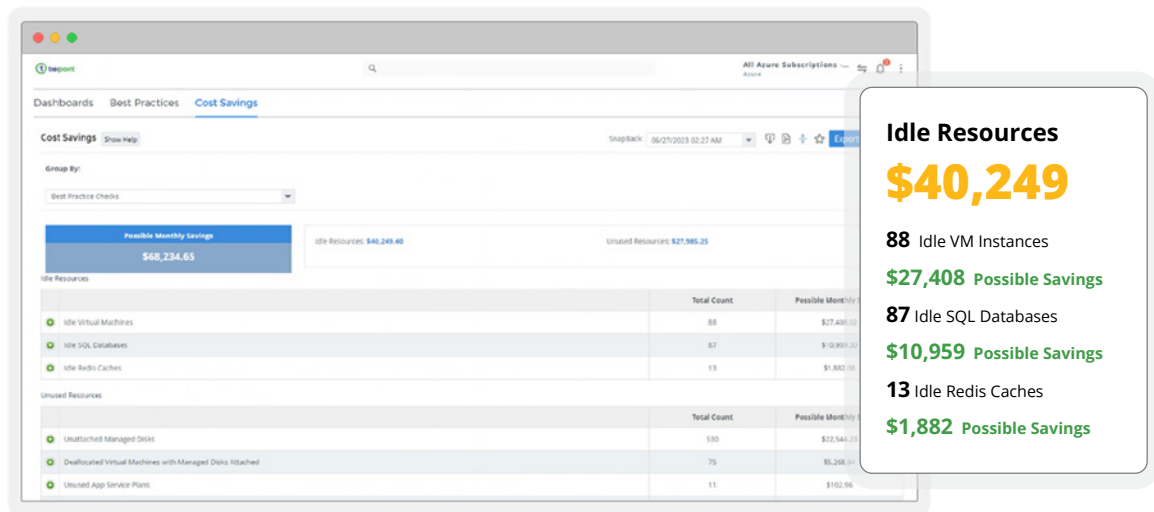 All Azure Subscriptions
Azure
Dashboards Best Practices Cost Savings
Cost Savings Show Help
SnapBack: 06/27/2023 02:27 AM Export
Group By:
Best Practice Checks
Possible Monthly Savings
$68,234.65
Idle Resources: $40,249.40 Unused Resources: $27,985.25
Idle Resources
Total Count Possible Monthly
Idle Virtual Machines 88
Idle SQL Databases 87
Idle Redis Caches 13
Unused Resources
Total Count Possible Monthly
Unattached Managed Disks 530
Deallocated Virtual Machines with Managed Disks Attached 75
Unused App Service Plans 11 $102.96
Idle Resources
$40,249
88 Idle VM Instances
$27,408 Possible Savings
87 Idle SQL Databases
$10,959 Possible Savings
13 Idle Redis Caches
$1,882 Possible Savings